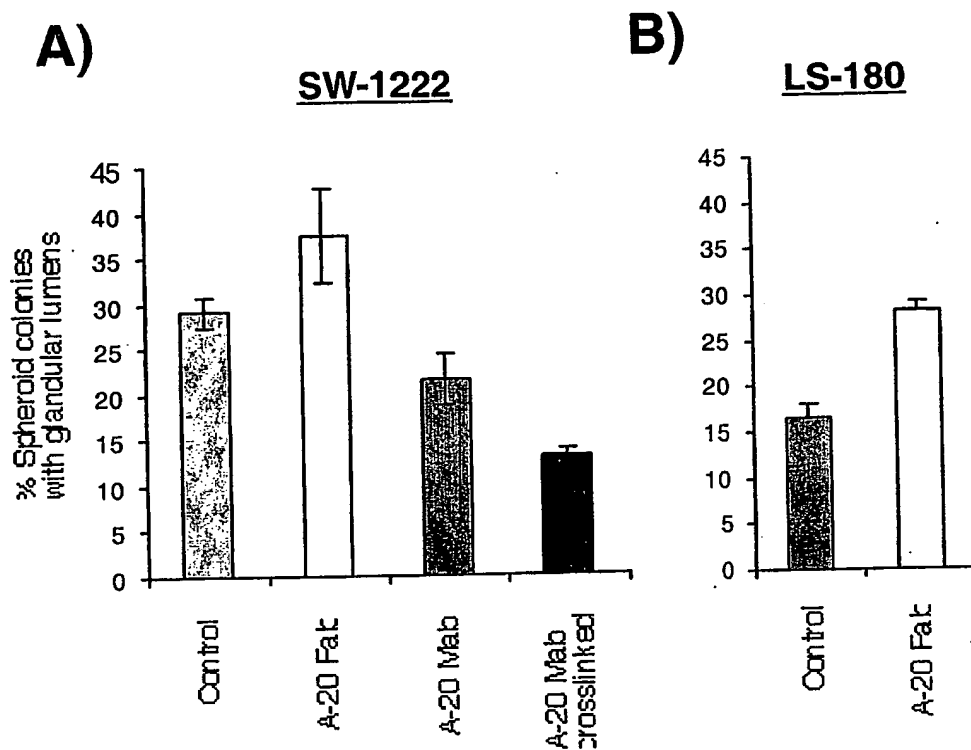 A)
SW-1222
% Spheroid colonies
with glandular lumens
45
40
35
30
25
20
15
10
5
0
Control
A-20 Fab
A-20 Mab
A-20 Mab
crosslinked
B)
LS-180
45
40
35
30
25
20
15
10
5
0
Control
A-20 Fab